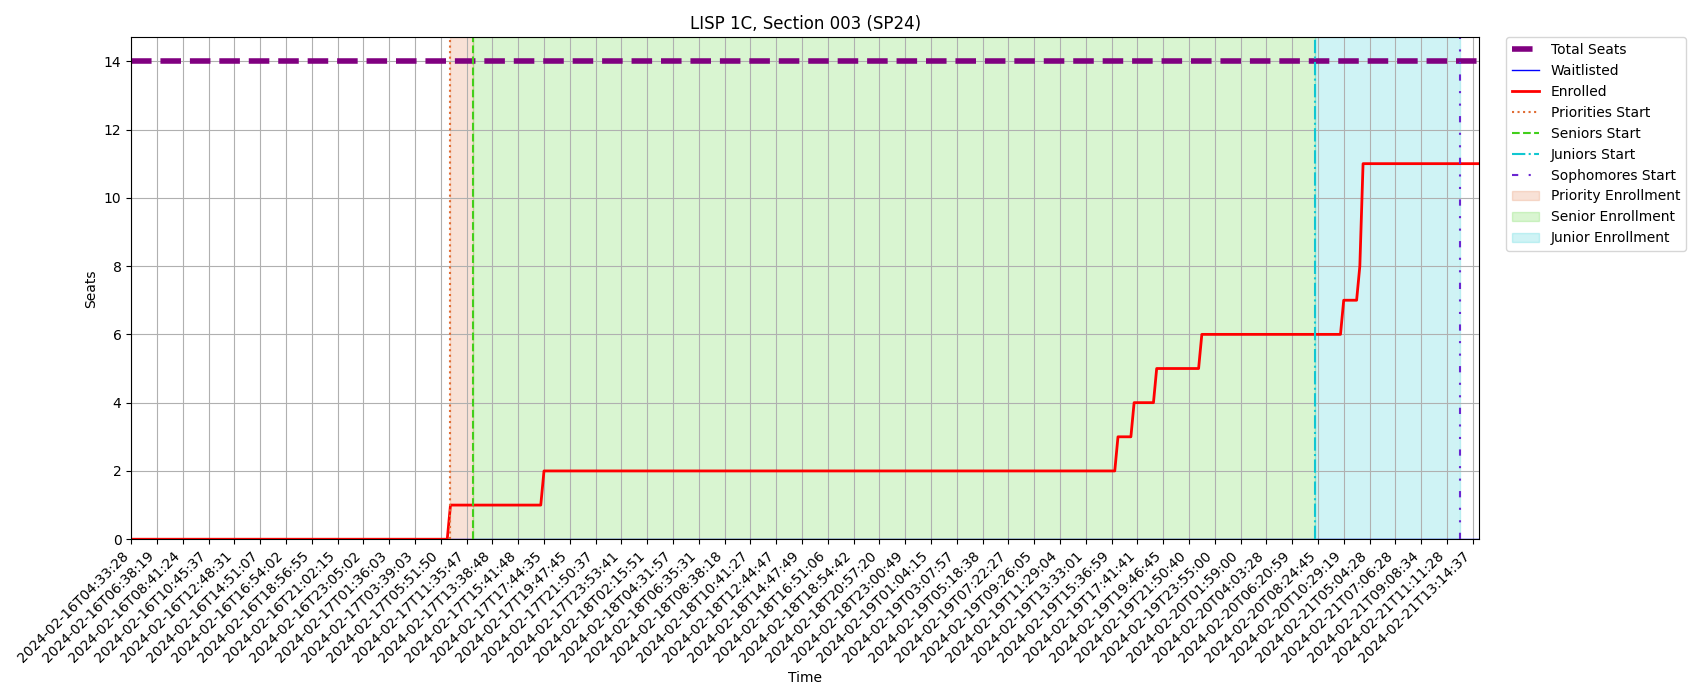 LISP 1C, Section 003 (SP24)
Total Seats
Waitlisted
Enrolled
Priorities Start
Seniors Start
Juniors Start
Sophomores Start
Priority Enrollment
Senior Enrollment
Junior Enrollment
Seats
14
12
10
8
6
4
2
0
2024-02-16T04:33:28
2024-02-16T06:38:19
2024-02-16T08:41:24
2024-02-16T10:45:37
2024-02-16T12:48:31
2024-02-16T14:51:07
2024-02-16T16:54:02
2024-02-16T18:56:55
2024-02-16T21:02:15
2024-02-16T23:05:02
2024-02-17T01:36:03
2024-02-17T03:39:03
2024-02-17T05:51:50
2024-02-17T11:35:47
2024-02-17T13:38:48
2024-02-17T15:41:48
2024-02-17T17:44:35
2024-02-17T19:47:45
2024-02-17T21:50:37
2024-02-17T23:53:41
2024-02-18T02:15:51
2024-02-18T04:31:57
2024-02-18T06:35:31
2024-02-18T08:38:18
2024-02-18T10:41:27
2024-02-18T12:44:47
2024-02-18T14:47:49
2024-02-18T16:51:06
2024-02-18T18:54:42
2024-02-18T20:57:20
2024-02-18T23:00:49
2024-02-19T01:04:15
2024-02-19T03:07:57
2024-02-19T05:18:38
2024-02-19T07:22:27
2024-02-19T09:26:05
2024-02-19T11:29:04
2024-02-19T13:33:01
2024-02-19T15:36:59
2024-02-19T17:41:41
2024-02-19T19:46:45
2024-02-19T21:50:40
2024-02-19T23:55:00
2024-02-20T01:59:00
2024-02-20T04:03:28
2024-02-20T06:20:59
2024-02-20T08:24:45
2024-02-20T10:29:19
2024-02-21T05:04:28
2024-02-21T07:06:28
2024-02-21T09:08:34
2024-02-21T11:11:28
2024-02-21T13:14:37
Time